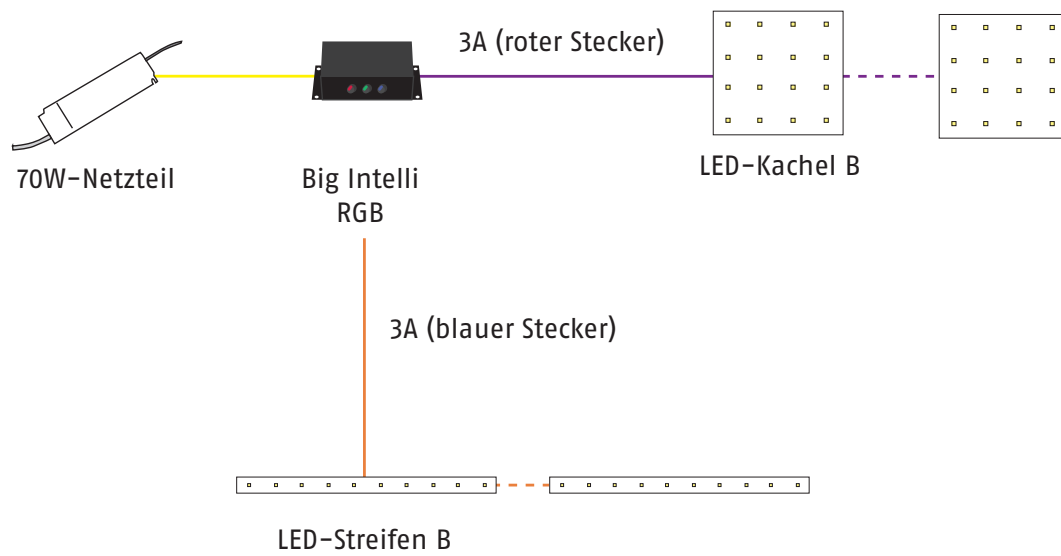 3A (roter Stecker)
70W-Netzteil
Big Intelli
RGB
LED-Kachel B
3A (blauer Stecker)
LED-Streifen B